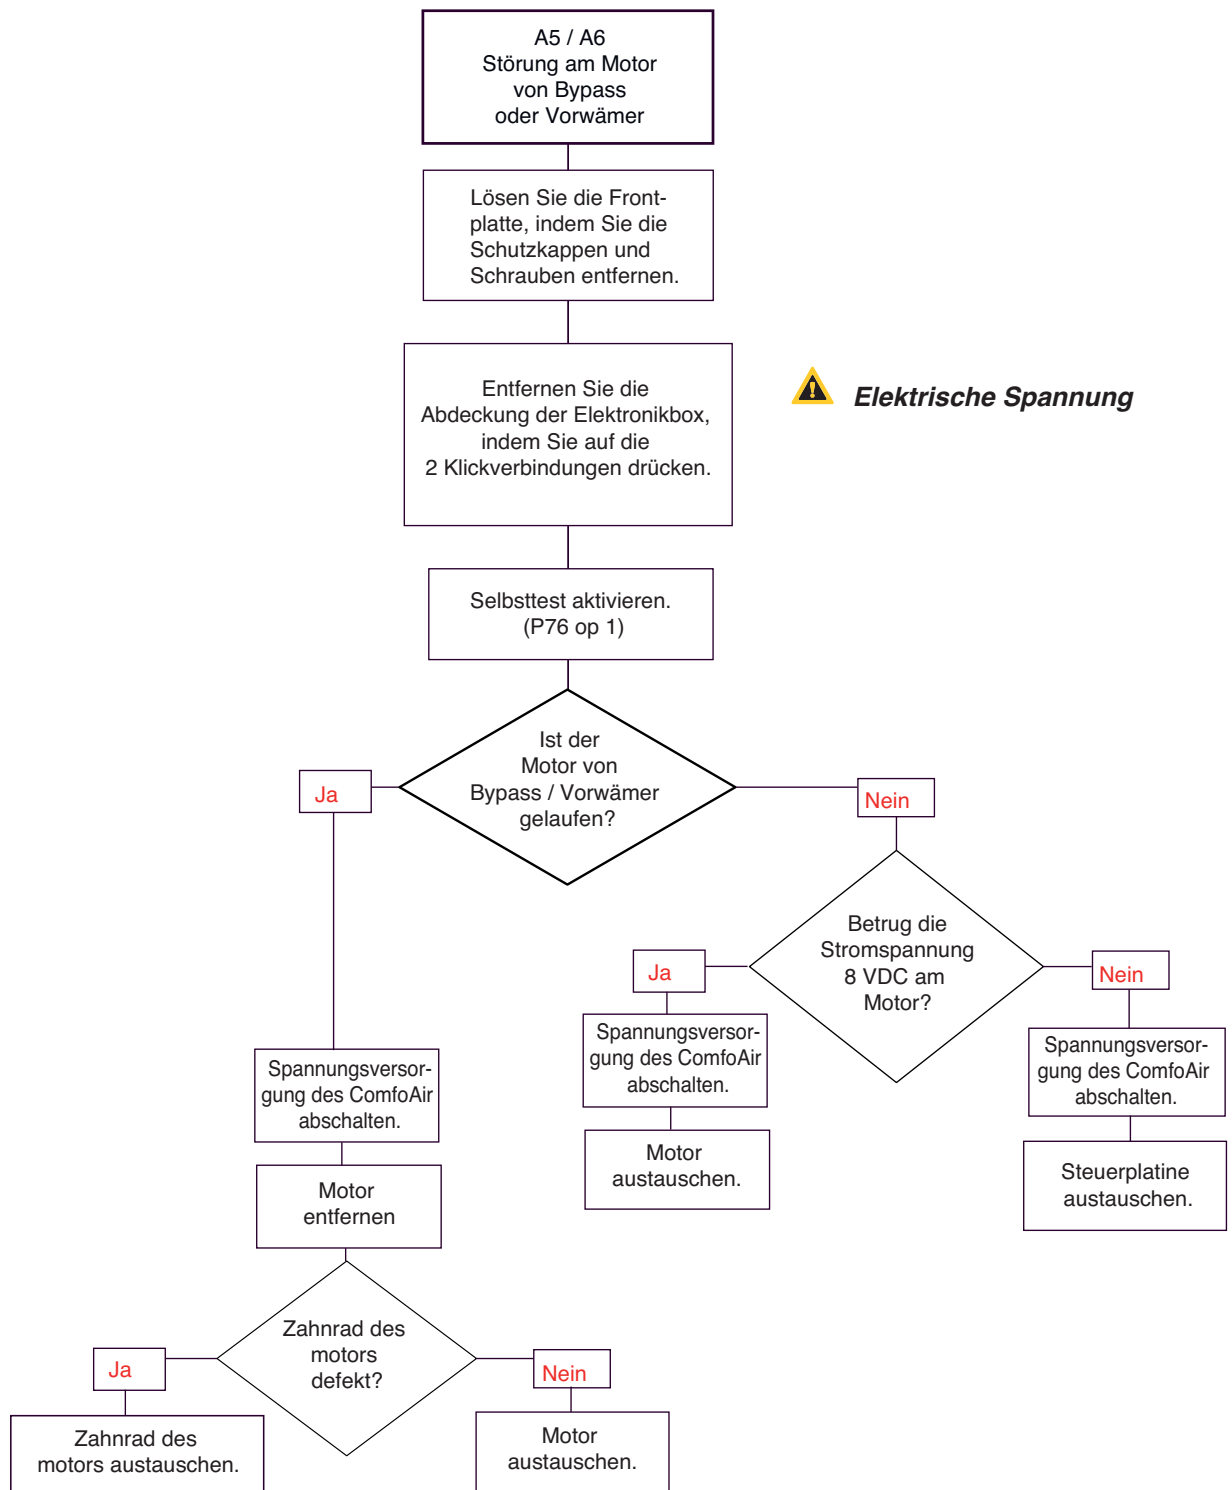 A5 / A6
Störung am Motor
von Bypass
oder Vorwämer
Lösen Sie die Front-
platte, indem Sie die
Schutzkappen und
Schrauben entfernen.
Entfernen Sie die
Abdeckung der Elektronikbox,
indem Sie auf die
2 Klickverbindungen drücken.
Elektrische Spannung
Selbsttest aktivieren.
(P76 op 1)
Ist der
Motor von
Bypass / Vorwämer
gelaufen?
Ja
Nein
Betrug die
Stromspannung
8 VDC am
Motor?
Ja
Nein
Spannungsversor-
gung des ComfoAir
abschalten.
Motor
austauschen.
Spannungsversor-
gung des ComfoAir
abschalten.
Steuerplatine
austauschen.
Spannungsversor-
gung des ComfoAir
abschalten.
Motor
entfernen
Zahnrad des
motors
defekt?
Ja
Nein
Zahnrad des
motors austauschen.
Motor
austauschen.